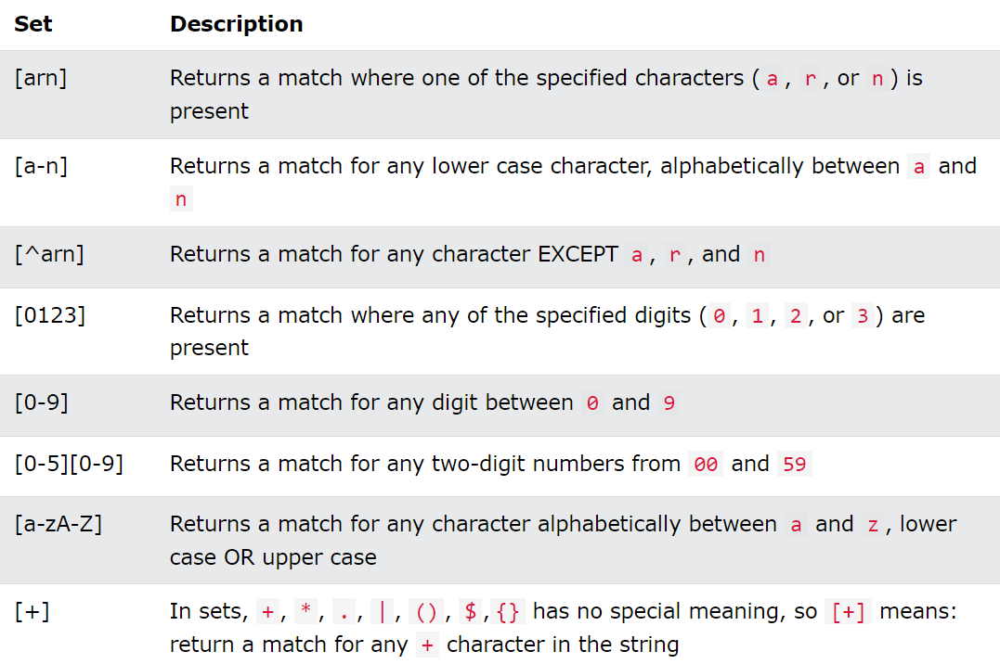 Set Description
[arn] Returns a match where one of the specified characters ( a , r , or n ) is
present
[a-n] Returns a match for any lower case character, alphabetically between a and
n
[^arn] Returns a match for any character EXCEPT a , r , and n
[0123] Returns a match where any of the specified digits ( 0 , 1 , 2 , or 3 ) are
present
[0-9] Returns a match for any digit between 0 and 9
[0-5][0-9] Returns a match for any two-digit numbers from 00 and 59
[a-zA-Z] Returns a match for any character alphabetically between a and z , lower
case OR upper case
[+] In sets, + , * , . , | , () , $ , {} has no special meaning, so [+] means:
return a match for any + character in the string